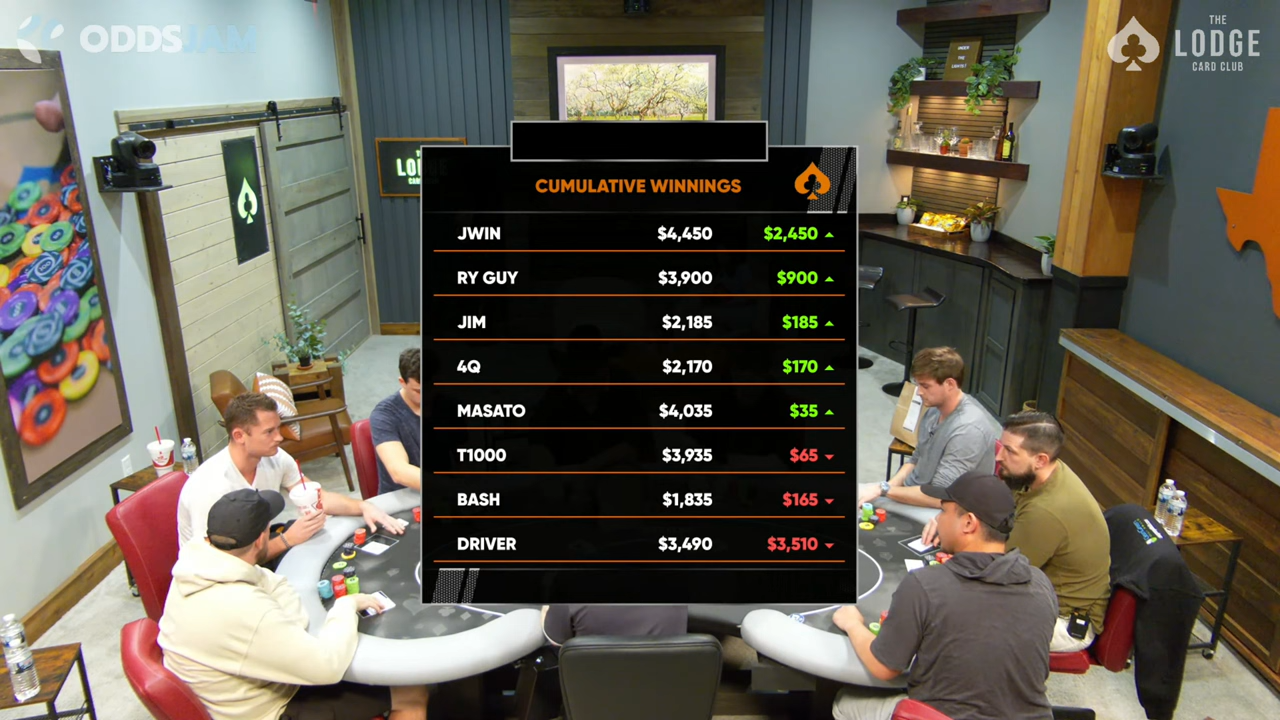 ODDSJAM
THE
LODGE
CARD CLUB
CUMULATIVE WINNINGS
JWIN $4,450 $2,450
RY GUY $3,900 $900
JIM $2,185 $185
4Q $2,170 $170
MASATO $4,035 $35
T1000 $3,935 $65
BASH $1,835 $165
DRIVER $3,490 $3,510